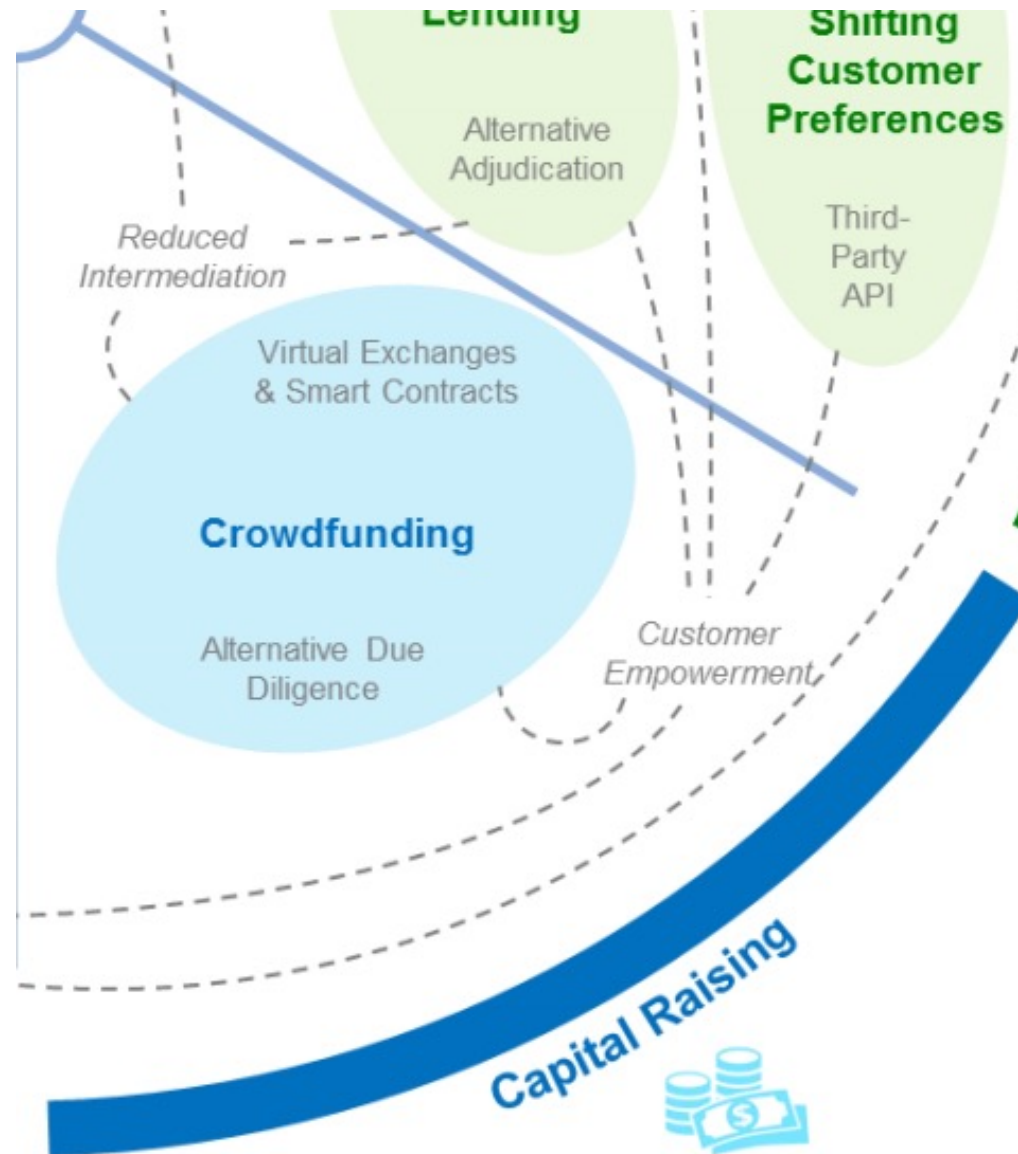 Lending
Shifting
Customer
Preferences
Alternative
Adjudication
Third-
Party
API
Reduced
Intermediation
Virtual Exchanges
& Smart Contracts
Crowdfunding
Customer
Empowerment
Alternative Due
Diligence
Capital Raising
$